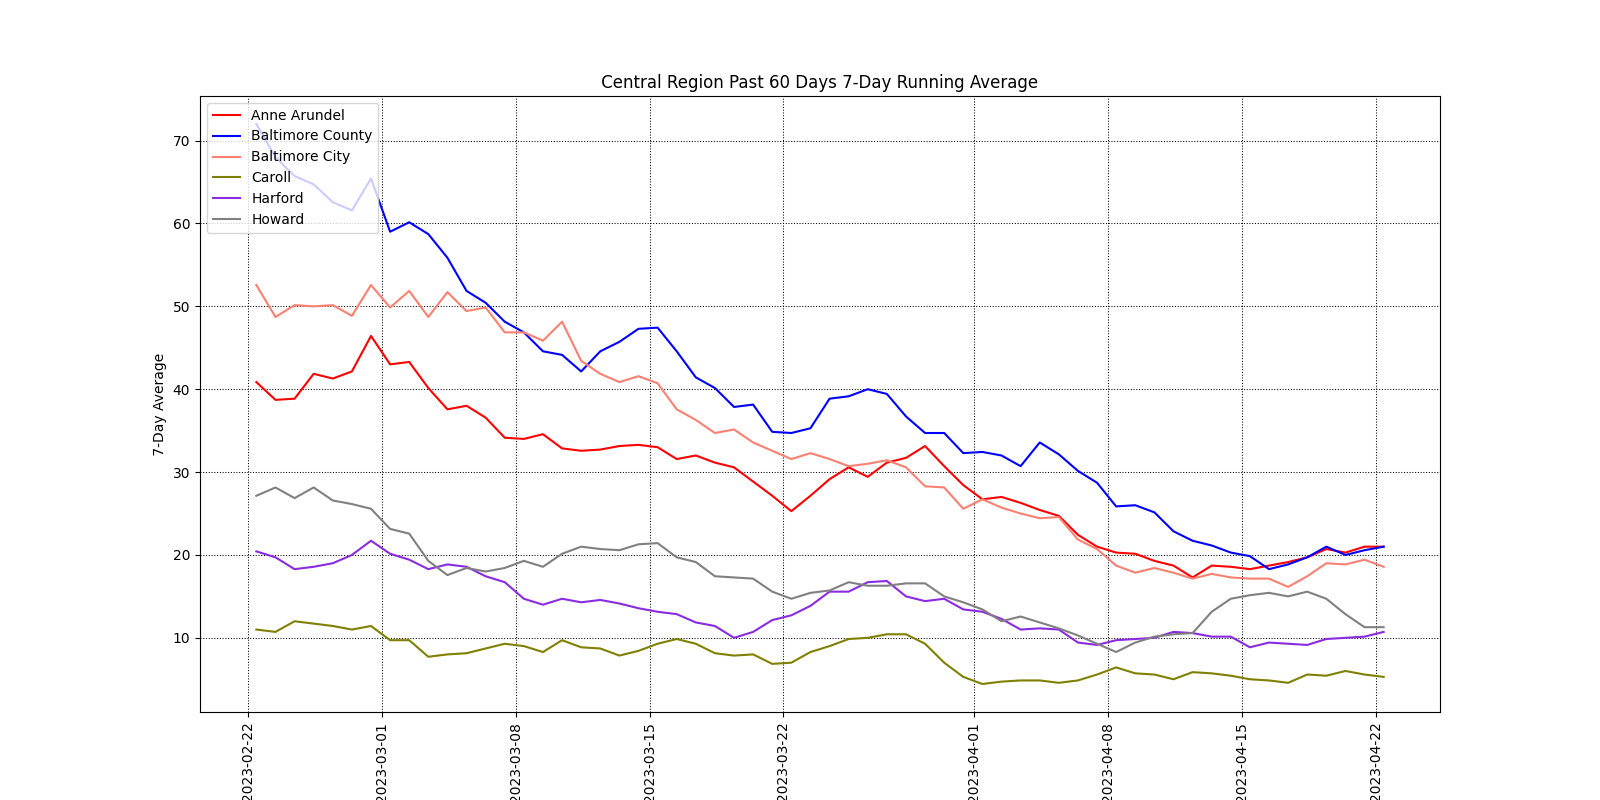 Central Region Past 60 Days 7-Day Running Average
Anne Arundel
Baltimore County
Baltimore City
Caroll
Harford
Howard
70
60
50
40
30
20
10
7-Day Average
2023-02-22
2023-03-01
2023-03-08
2023-03-15
2023-03-22
2023-04-01
2023-04-08
2023-04-15
2023-04-22